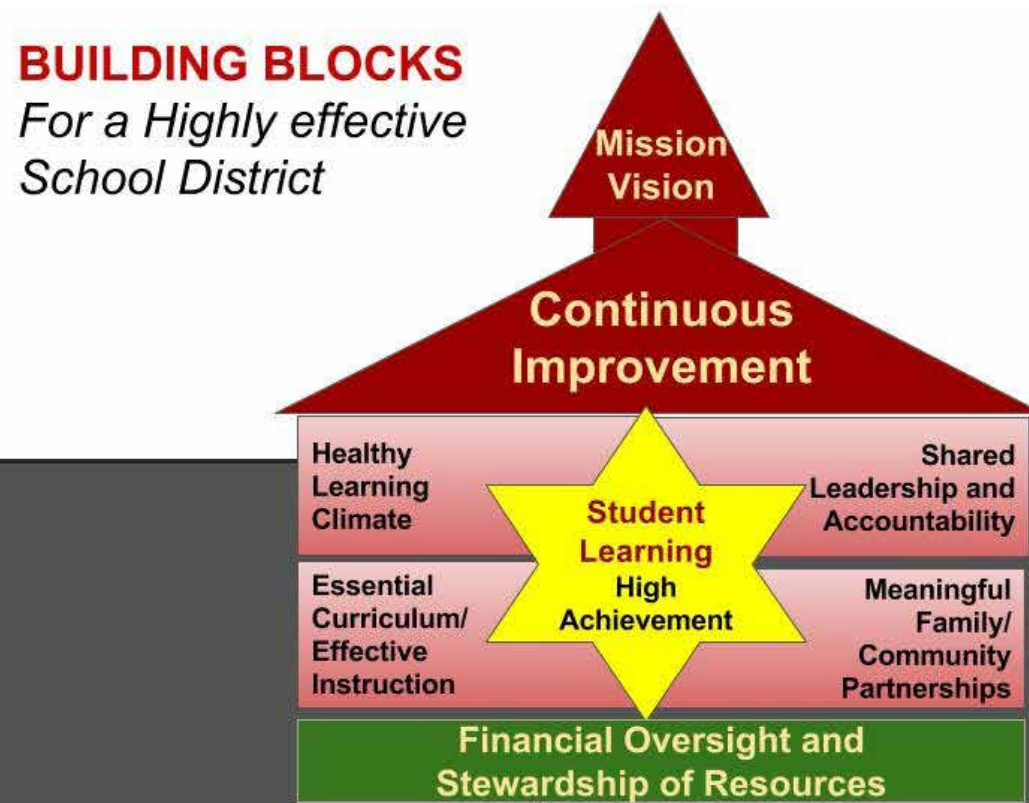 BUILDING BLOCKS
For a Highly effective
School District
Mission
Vision
Continuous
Improvement
Healthy
Learning
Climate
Shared
Leadership and
Accountability
Student
Learning
High
Achievement
Essential
Curriculum/
Effective
Instruction
Meaningful
Family/
Community
Partnerships
Financial Oversight and
Stewardship of Resources